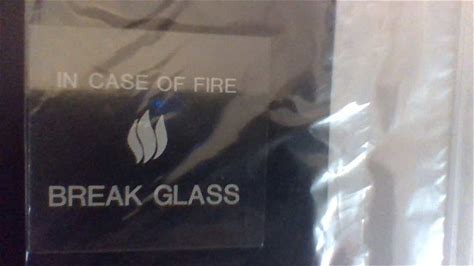 IN CASE OF FIRE
BREAK GLASS